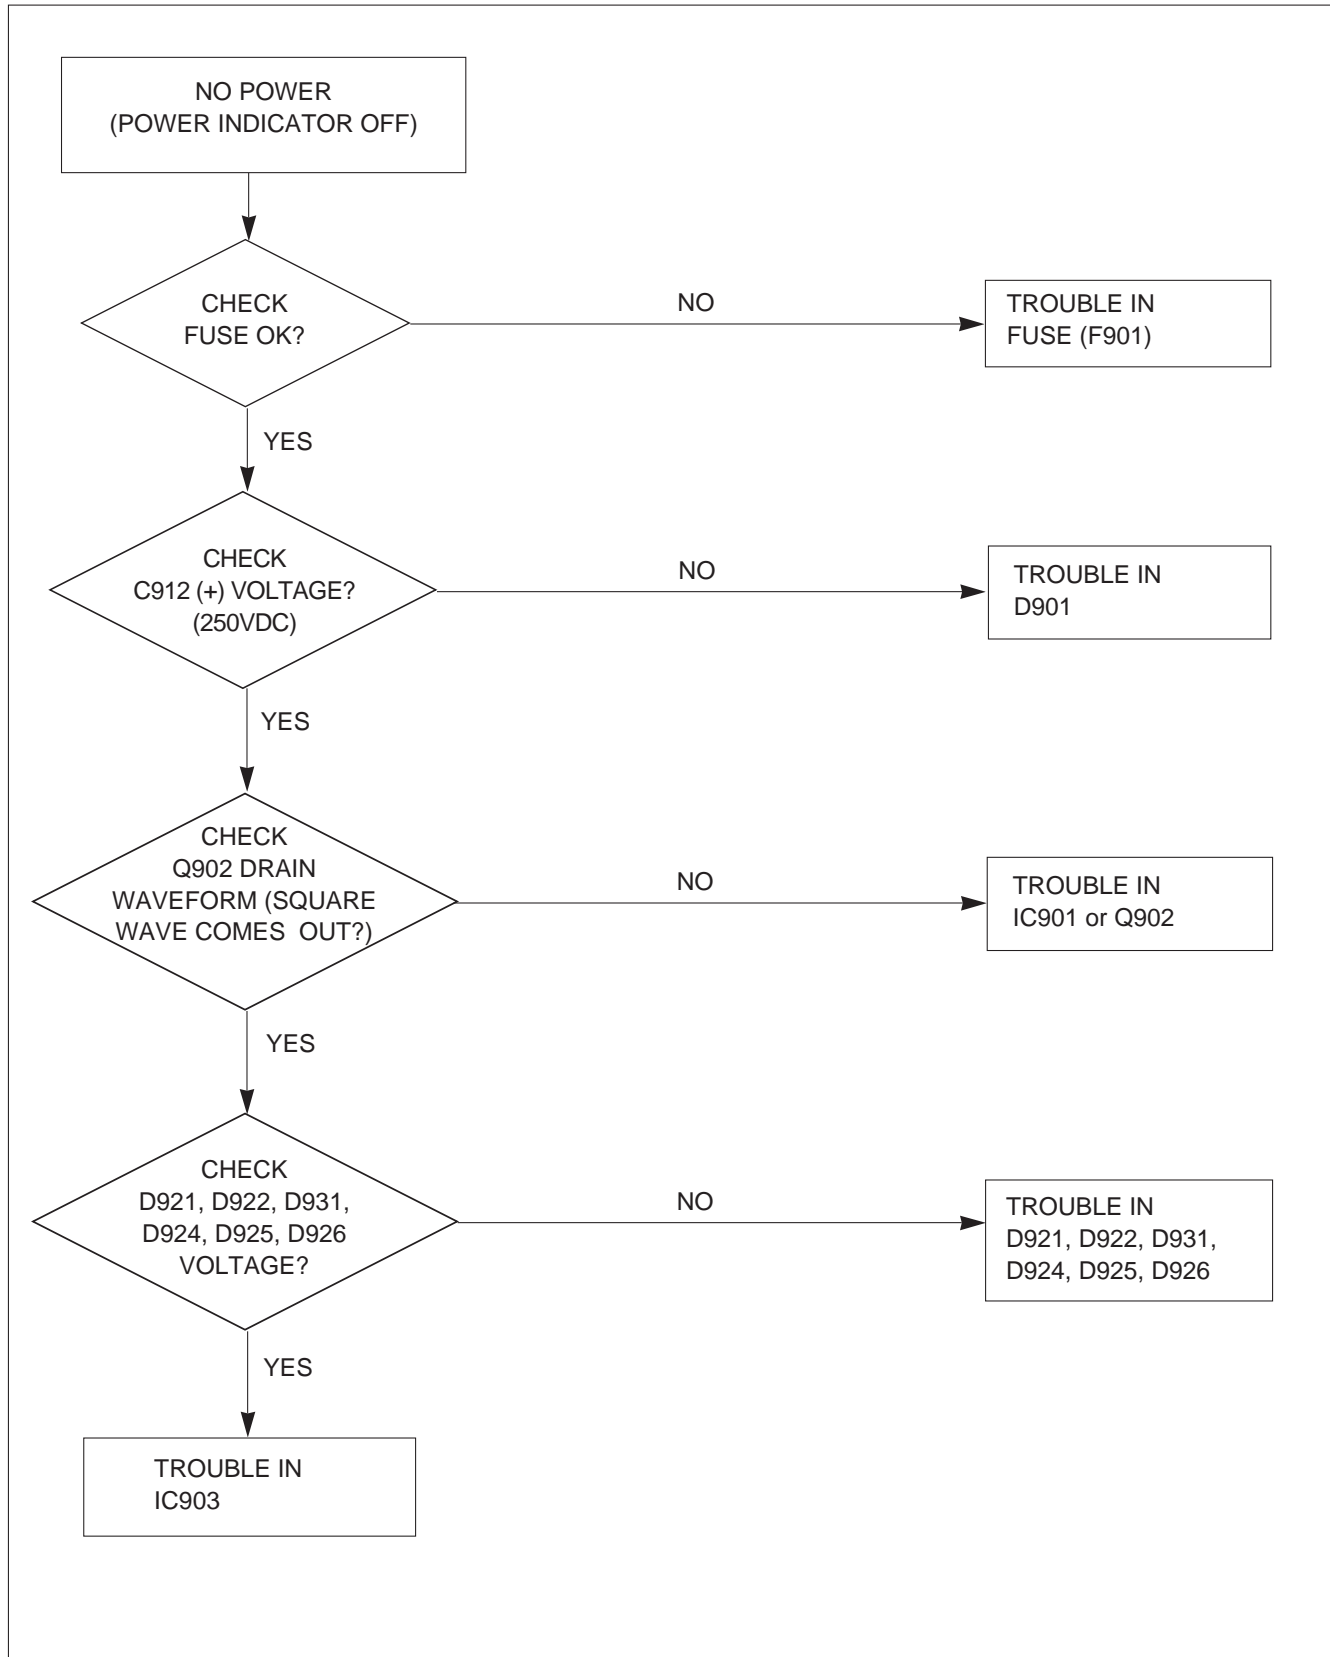 NO POWER
(POWER INDICATOR OFF)
CHECK
FUSE OK?
NO
TROUBLE IN
FUSE (F901)
YES
CHECK
C912 (+) VOLTAGE?
(250VDC)
NO
TROUBLE IN
D901
YES
CHECK
Q902 DRAIN
WAVEFORM (SQUARE
WAVE COMES OUT?)
NO
TROUBLE IN
IC901 or Q902
YES
CHECK
D921, D922, D931,
D924, D925, D926
VOLTAGE?
NO
TROUBLE IN
D921, D922, D931,
D924, D925, D926
YES
TROUBLE IN
IC903